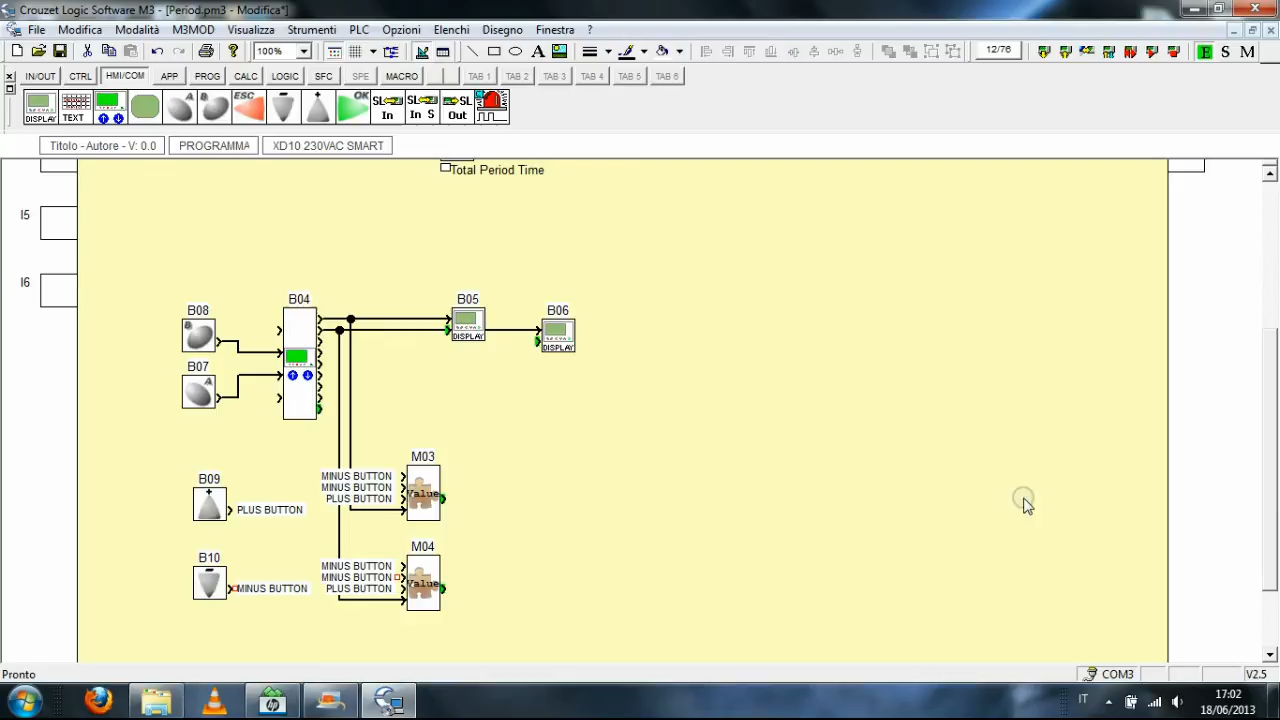 Crouzet Logic Software M3 - [Period.pm3 - Modifica*]
File Modifica Modalità M3MOD Visualizza Strumenti PLC Opzioni Elenchi Disegno Finestra ?
100% A 12/76 E S M
IN/OUT CTRL HMI/COM APP PROG CALC LOGIC SFC SPE MACRO TAB 1 TAB 2 TAB 3 TAB 4 TAB 5 TAB 6
DISPLAY TEXT A B ESC OK SL In SL In S SL Out
Titolo - Autore - V: 0.0 PROGRAMMA XD10 230VAC SMART
Total Period Time
I5
I6
B04 B05
B08 B06
B
DISPLAY
DISPLAY
B07
A
M03
B09 MINUS BUTTON
MINUS BUTTON
PLUS BUTTON Value
PLUS BUTTON
M04
B10 MINUS BUTTON
MINUS BUTTON
MINUS BUTTON PLUS BUTTON Value
Pronto COM3 V2.5
IT 17:02
18/06/2013